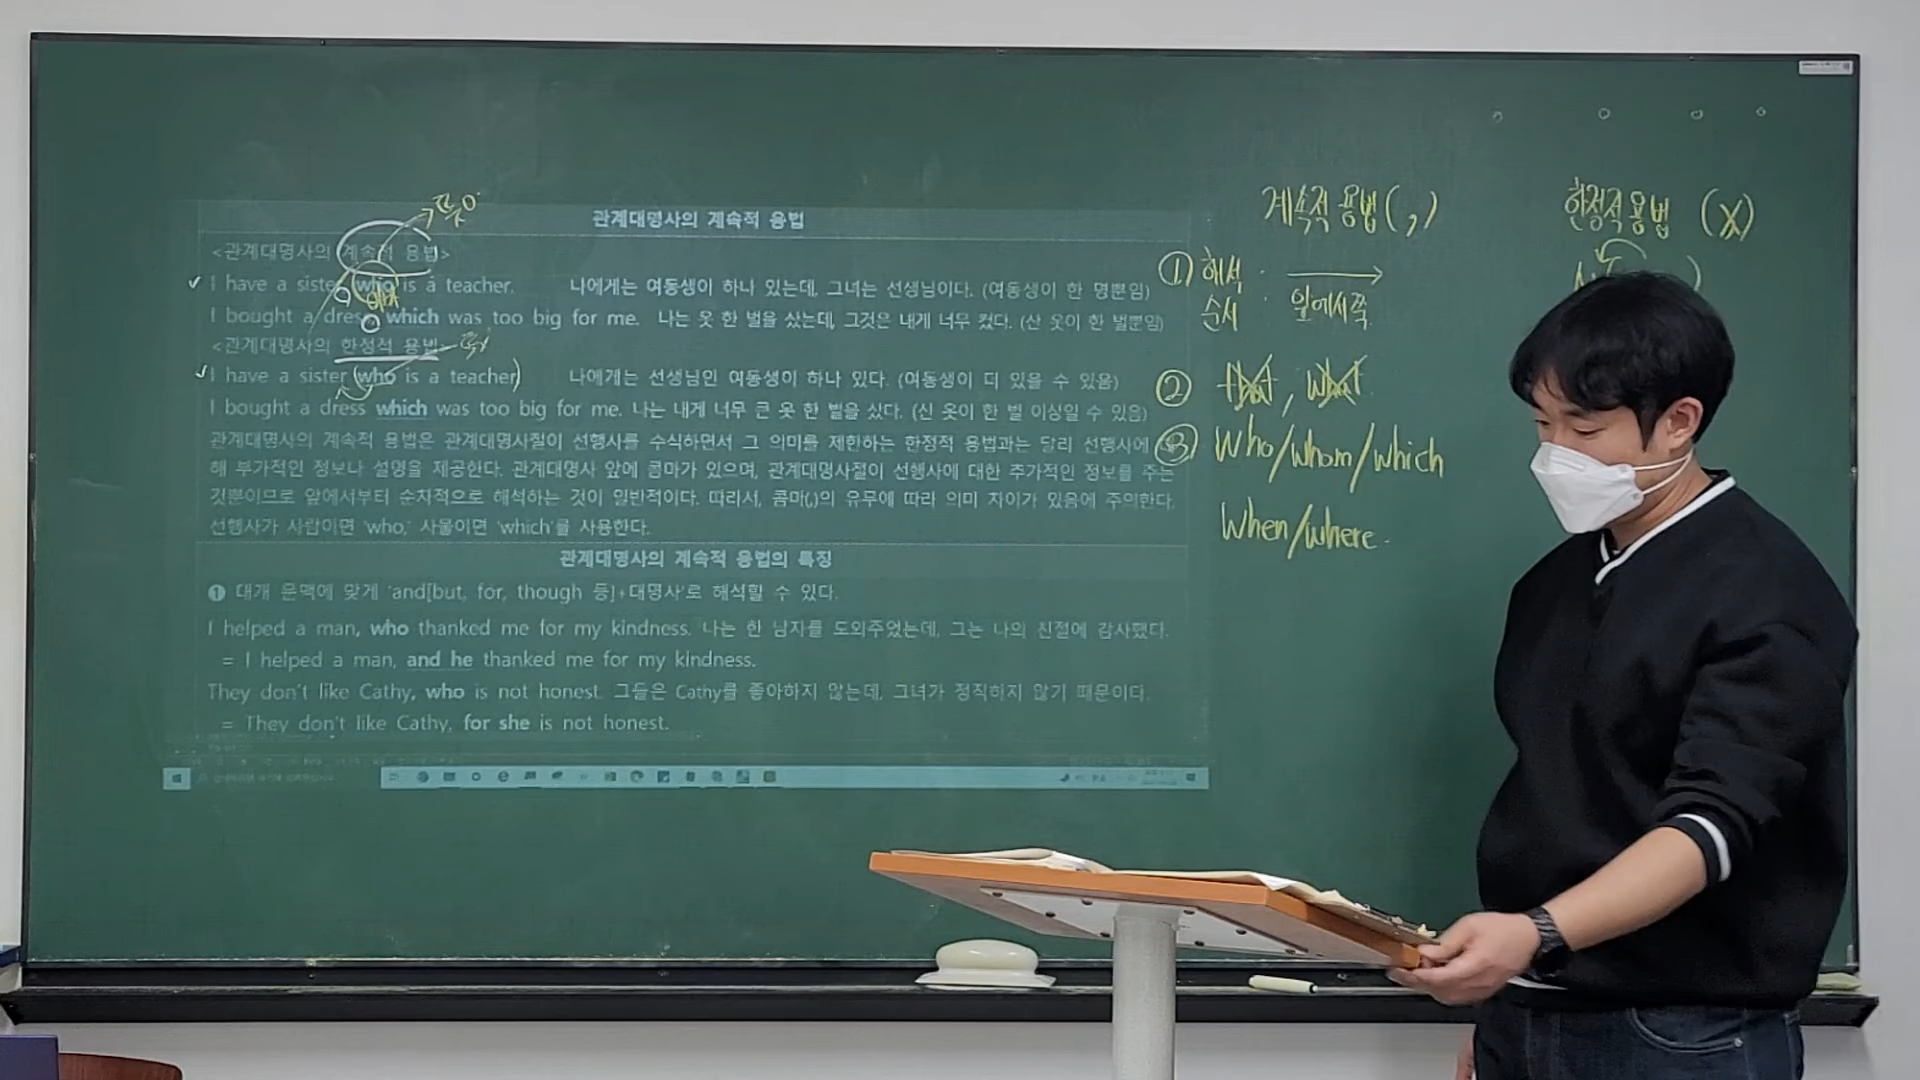 관계대명사의 계속적 용법
<관계대명사의 계속적 용법>
I have a sister, who is a teacher. 나에게는 여동생이 하나 있는데, 그녀는 선생님이다. (여동생이 한 명뿐임)
I bought a dress, which was too big for me. 나는 옷 한 벌을 샀는데, 그것은 내게 너무 컸다. (산 옷이 한 벌뿐임)
<관계대명사의 한정적 용법>
I have a sister who is a teacher 나에게는 선생님인 여동생이 하나 있다. (여동생이 더 있을 수 있음)
I bought a dress which was too big for me. 나는 내게 너무 큰 옷 한 벌을 샀다. (산 옷이 한 벌 이상일 수 있음)
관계대명사의 계속적 용법은 관계대명사절이 선행사를 수식하면서 그 의미를 제한하는 한정적 용법과는 달리 선행사에
해 부가적인 정보나 설명을 제공한다. 관계대명사 앞에 콤마가 있으며, 관계대명사절이 선행사에 대한 추가적인 정보를 주는
것뿐이므로 앞에서부터 순차적으로 해석하는 것이 일반적이다. 따라서, 콤마(,)의 유무에 따라 의미 차이가 있음에 주의한다.
선행사가 사람이면 'who,' 사물이면 'which'를 사용한다.
관계대명사의 계속적 용법의 특징
❶ 대개 문맥에 맞게 'and[but, for, though 등]+대명사'로 해석할 수 있다.
I helped a man, who thanked me for my kindness. 나는 한 남자를 도와주었는데, 그는 나의 친절에 감사했다.
= I helped a man, and he thanked me for my kindness.
They don't like Cathy, who is not honest. 그들은 Cathy를 좋아하지 않는데, 그녀가 정직하지 않기 때문이다.
= They don't like Cathy, for she is not honest.
계속적 용법(,)
① 해석 :
순서
앞에서쭉
② that, what
③ who/whom/which
when/where.
한정적 용법 (X)